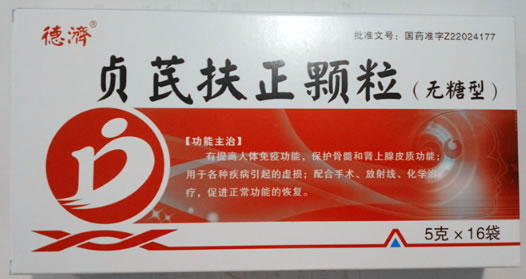 德濟®
批准文号：国药准字Z22024177
贞芪扶正颗粒（无糖型）
【功能主治】
有提高人体免疫功能，保护骨髓和肾上腺皮质功能；
用于各种疾病引起的虚损；配合手术、放射线、化学治
疗，促进正常功能的恢复。
5克×16袋